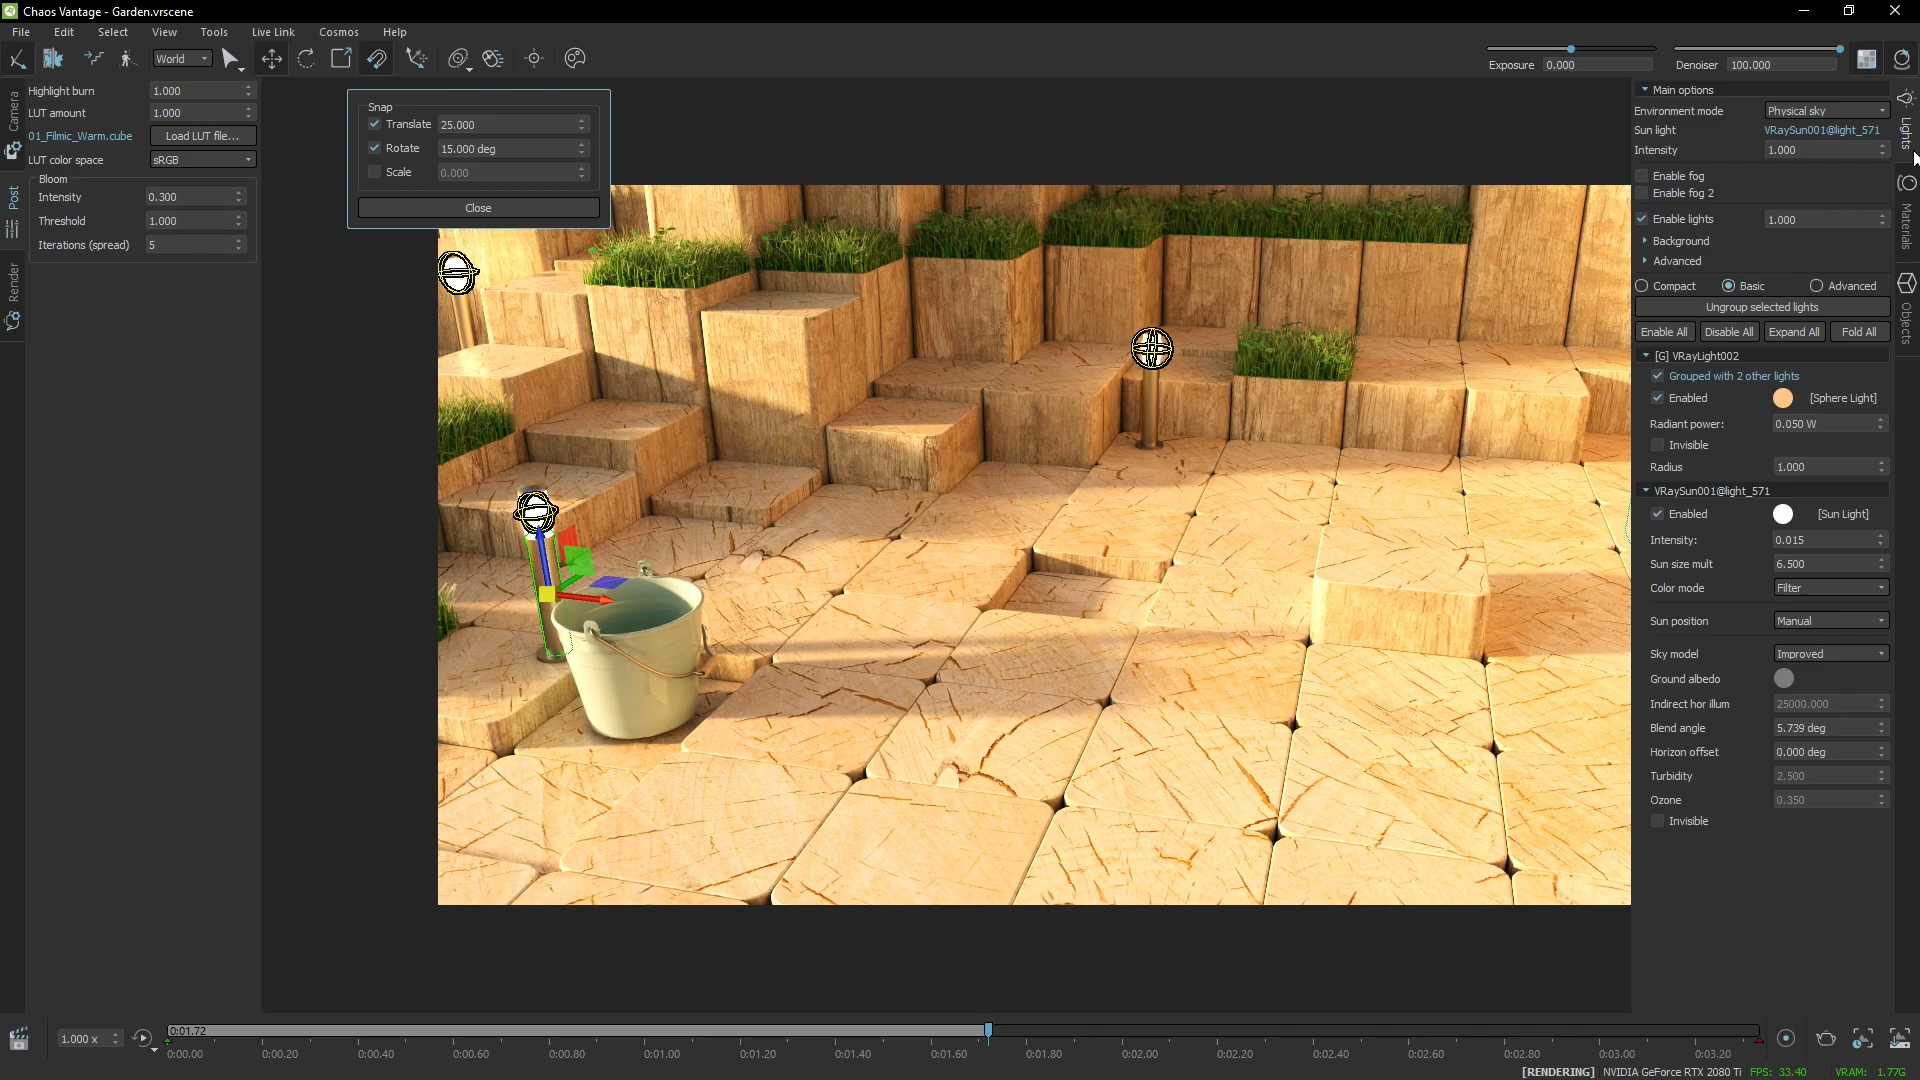 Chaos Vantage - Garden.vrscene
File Edit Select View Tools Live Link Cosmos Help
World
Exposure 0.000 Denoiser 100.000
Camera
Post
Render
Highlight burn 1.000
LUT amount 1.000
01_Filmic_Warm.cube Load LUT file...
LUT color space sRGB
Bloom
Intensity 0.300
Threshold 1.000
Iterations (spread) 5
Snap
Translate 25.000
Rotate 15.000 deg
Scale 0.000
Close
Main options
Environment mode Physical sky
Sun light VRaySun001@light_571
Intensity 1.000
Enable fog
Enable fog 2
Enable lights 1.000
Background
Advanced
Compact Basic Advanced
Ungroup selected lights
Enable All Disable All Expand All Fold All
[G] VRayLight002
Grouped with 2 other lights
Enabled [Sphere Light]
Radiant power: 0.050 W
Invisible
Radius 1.000
VRaySun001@light_571
Enabled [Sun Light]
Intensity: 0.015
Sun size mult 6.500
Color mode Filter
Sun position Manual
Sky model Improved
Ground albedo
Indirect hor illum 25000.000
Blend angle 5.739 deg
Horizon offset 0.000 deg
Turbidity 2.500
Ozone 0.350
Invisible
Lights
Materials
Objects
1.000 x
0:01.72
0:00.00 0:00.20 0:00.40 0:00.60 0:00.80 0:01.00 0:01.20 0:01.40 0:01.60 0:01.80 0:02.00 0:02.20 0:02.40 0:02.60 0:02.80 0:03.00 0:03.20
[RENDERING] NVIDIA GeForce RTX 2080 Ti FPS: 33.40 VRAM: 1.77G